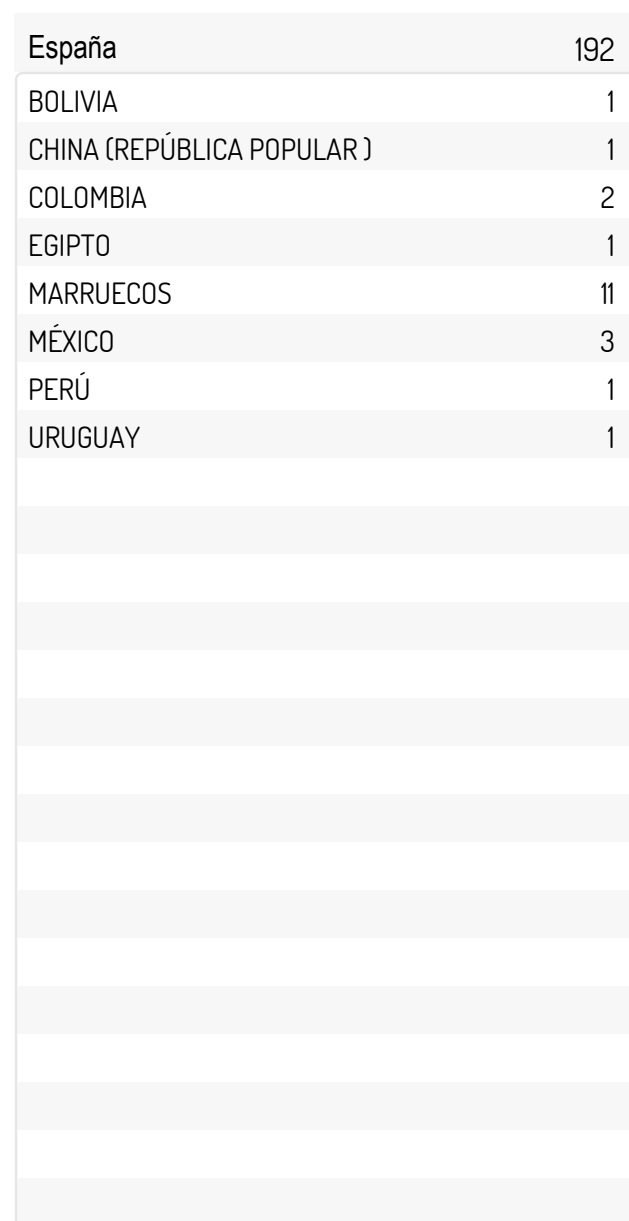 España 192
BOLIVIA 1
CHINA (REPÚBLICA POPULAR ) 1
COLOMBIA 2
EGIPTO 1
MARRUECOS 11
MÉXICO 3
PERÚ 1
URUGUAY 1